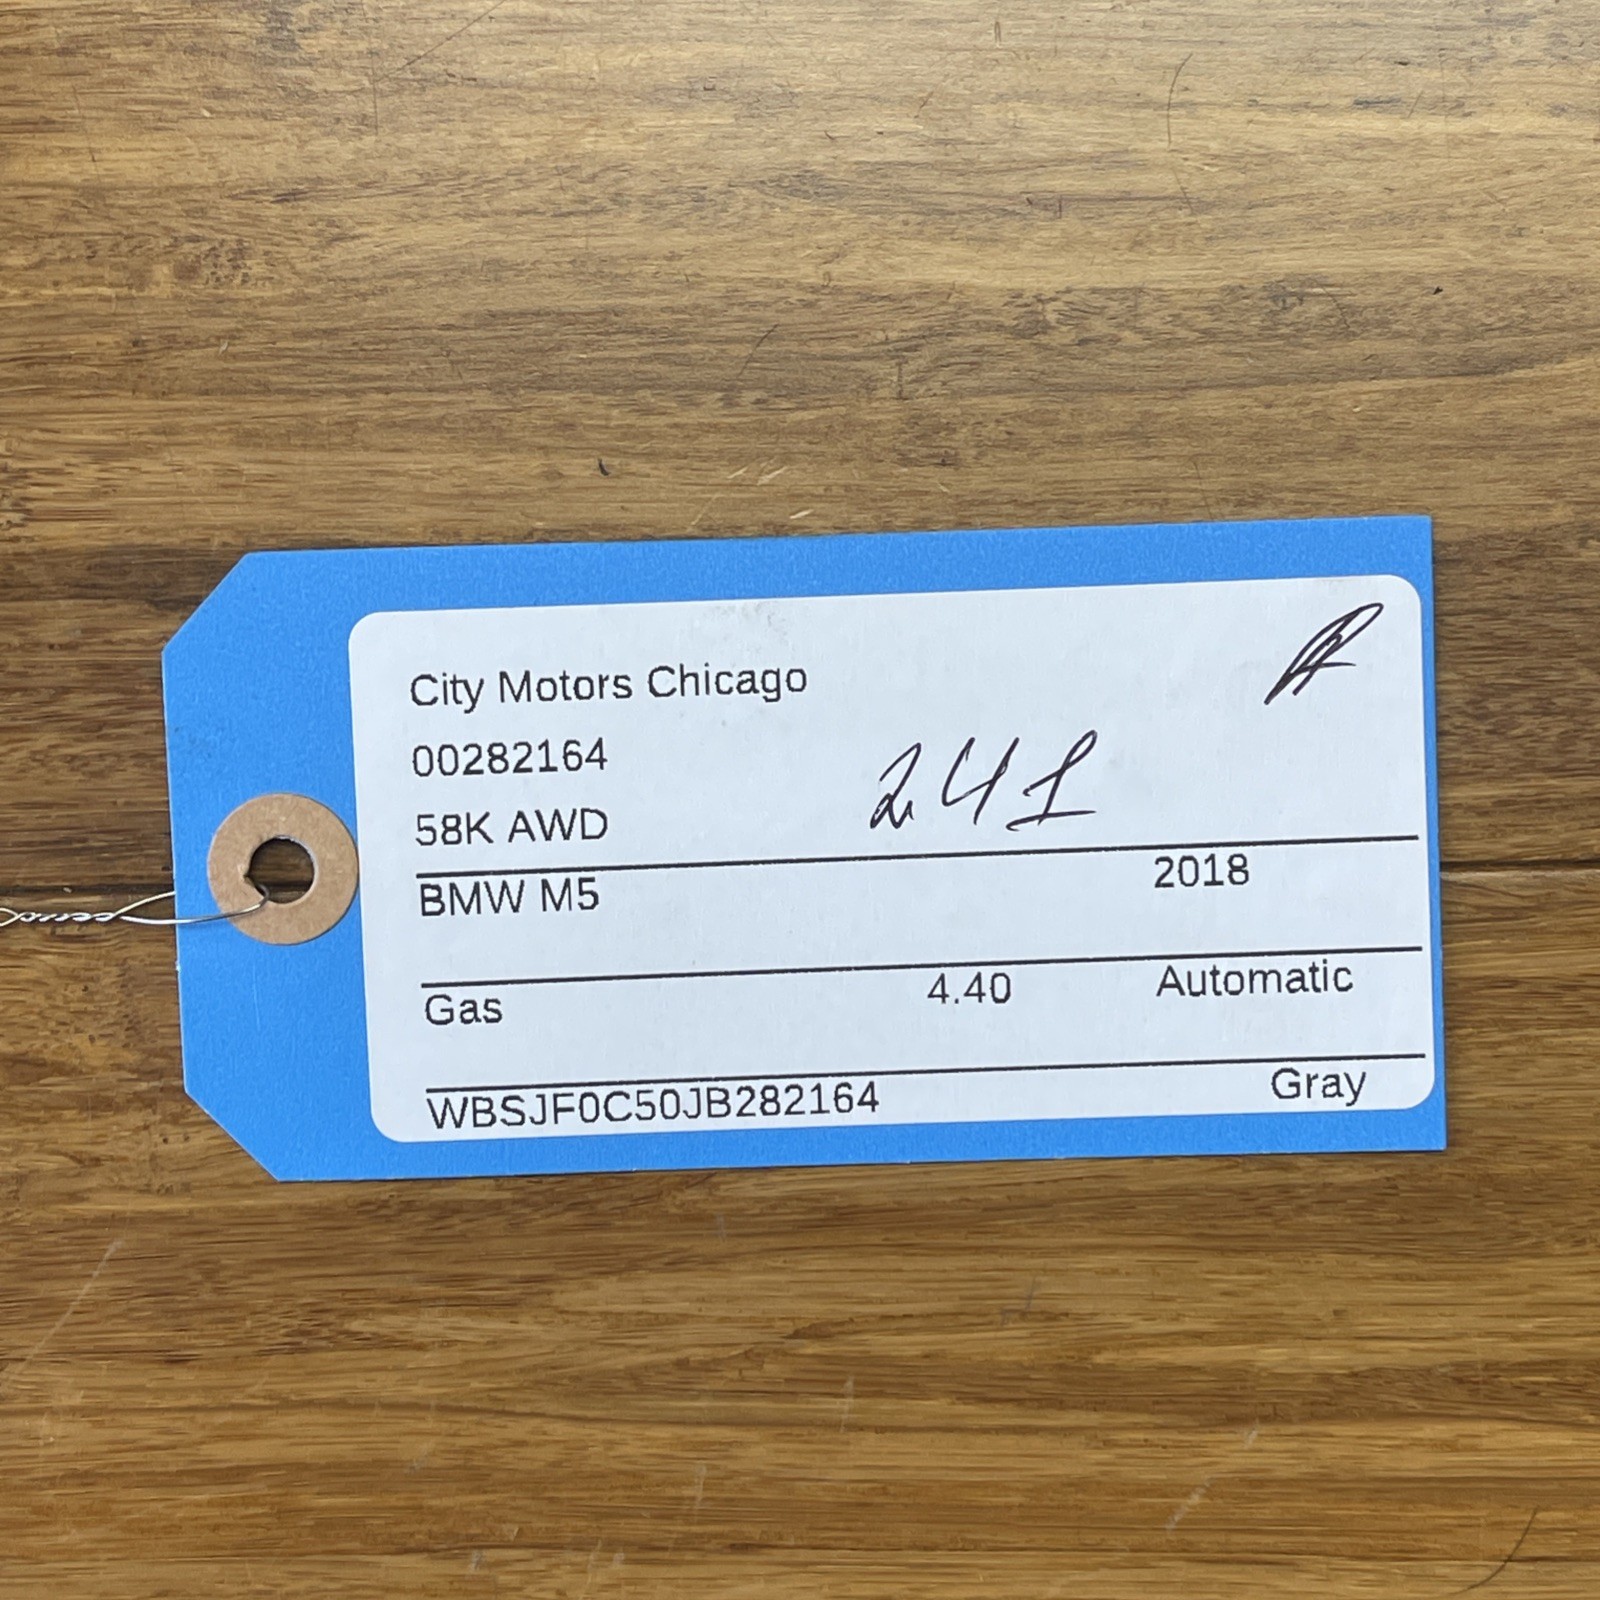 City Motors Chicago
00282164
241
58K AWD
BMW M5 2018
Gas 4.40 Automatic
WBSJF0C50JB282164 Gray